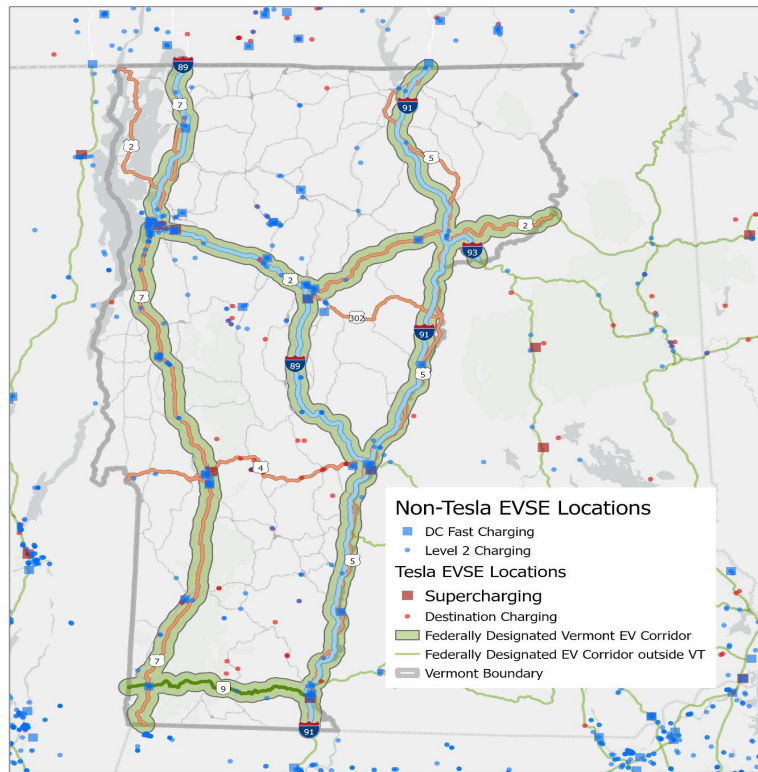 89
7
91
2
5
2
93
2
7
302
91
89
5
4
Non-Tesla EVSE Locations
DC Fast Charging
Level 2 Charging
Tesla EVSE Locations
Supercharging
Destination Charging
Federally Designated Vermont EV Corridor
Federally Designated EV Corridor outside VT
Vermont Boundary
5
7
9
91